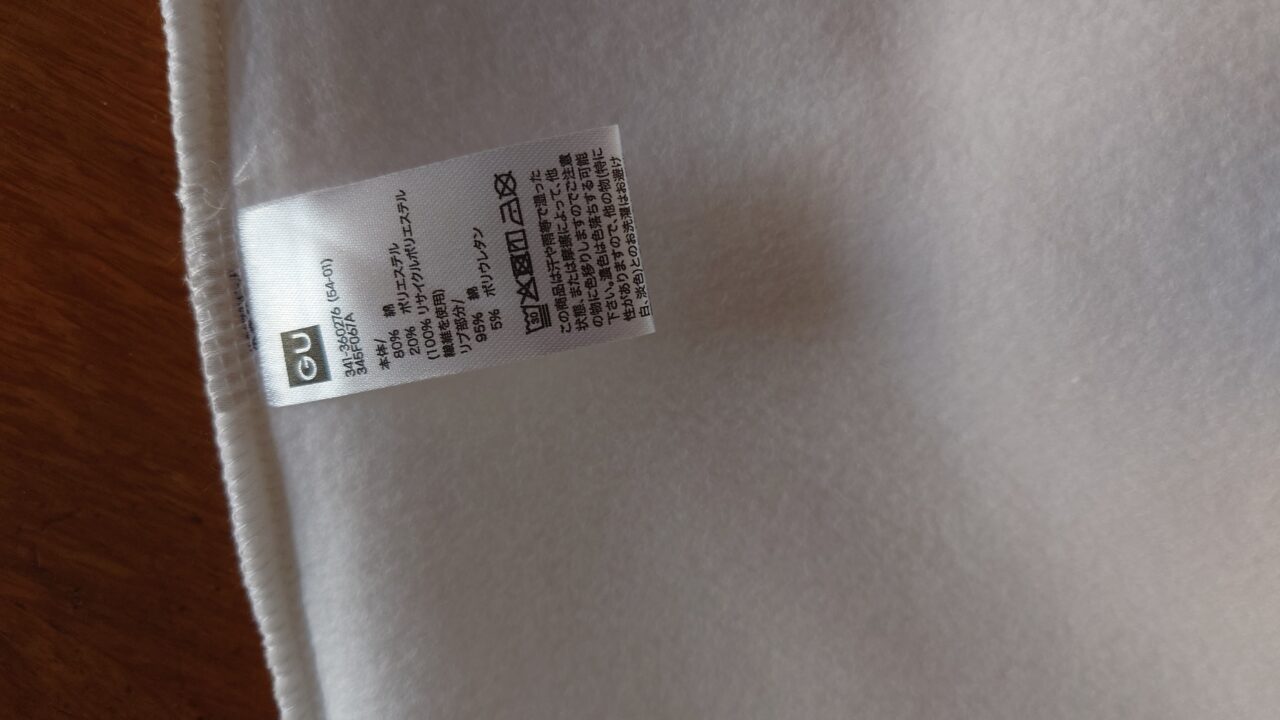 GU
341-360276 (54-01)
345F067A
本体/
80% 綿
20% ポリエステル
(100% リサイクルポリエステル
繊維を使用)
リブ部分/
95% 綿
5% ポリウレタン
30
この商品は汗や雨等で湿った
状態、または摩擦によって、他
の物に色移りしますのでご注意
下さい。濃色は色落ちする可能
性がありますので、他の物(特に
白、淡色)とのお洗濯はお避け